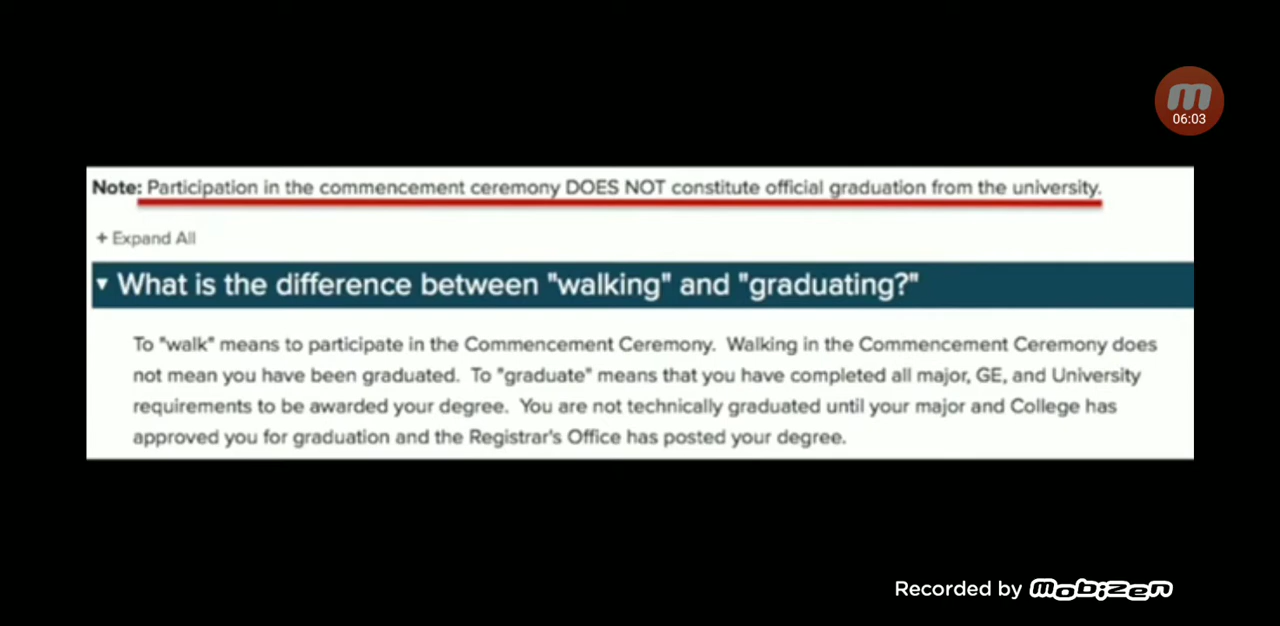 m
06:03
Note: Participation in the commencement ceremony DOES NOT constitute official graduation from the university.
+ Expand All
▾ What is the difference between "walking" and "graduating?"
To "walk" means to participate in the Commencement Ceremony. Walking in the Commencement Ceremony does
not mean you have been graduated. To "graduate" means that you have completed all major, GE, and University
requirements to be awarded your degree. You are not technically graduated until your major and College has
approved you for graduation and the Registrar's Office has posted your degree.
Recorded by mobizen